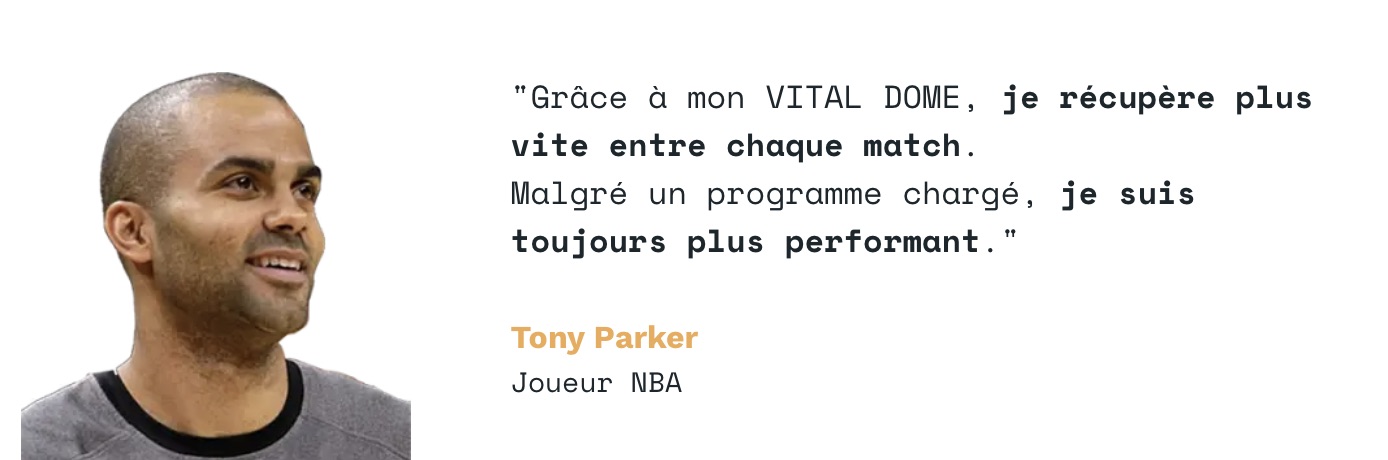 "Grâce à mon VITAL DOME, je récupère plus
vite entre chaque match.
Malgré un programme chargé, je suis
toujours plus performant."
Tony Parker
Joueur NBA